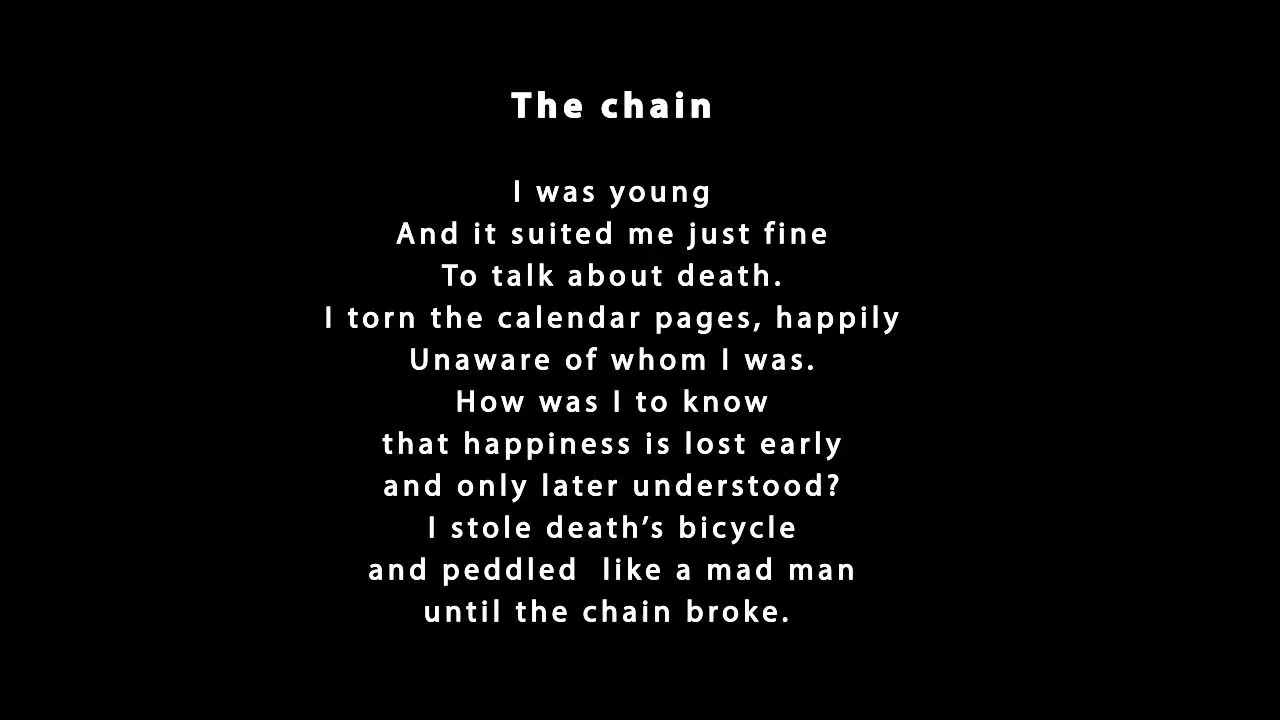 The chain
I was young
And it suited me just fine
To talk about death.
I torn the calendar pages, happily
Unaware of whom I was.
How was I to know
that happiness is lost early
and only later understood?
I stole death’s bicycle
and peddled  like a mad man
until the chain broke.